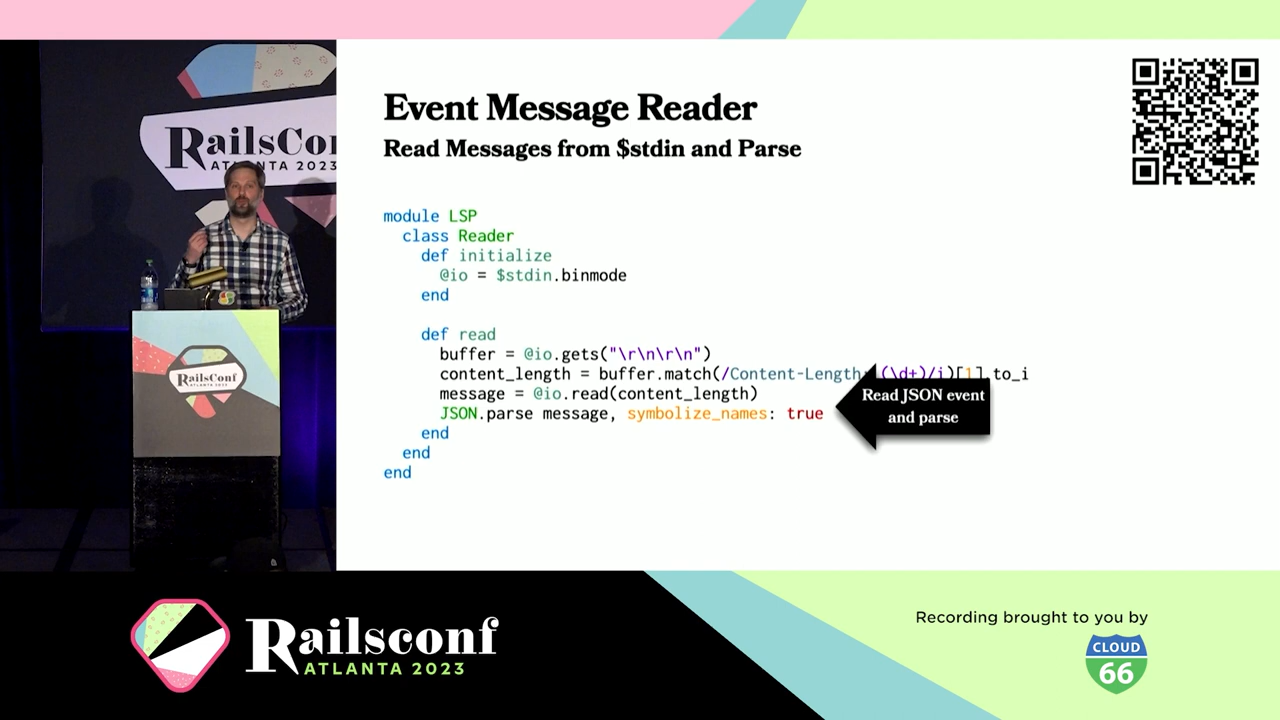 RailsCon
ATLANTA 2023
RailsConf
ATLANTA 2023
Event Message Reader
Read Messages from $stdin and Parse
module LSP
class Reader
def initialize
@io = $stdin.binmode
end
def read
buffer = @io.gets("\r\n\r\n")
content_length = buffer.match(/Content-Length: (\d+)/i)[1].to_i
message = @io.read(content_length)
JSON.parse message, symbolize_names: true
end
end
end
Read JSON event
and parse
Railsconf
ATLANTA 2023
Recording brought to you by
CLOUD
66